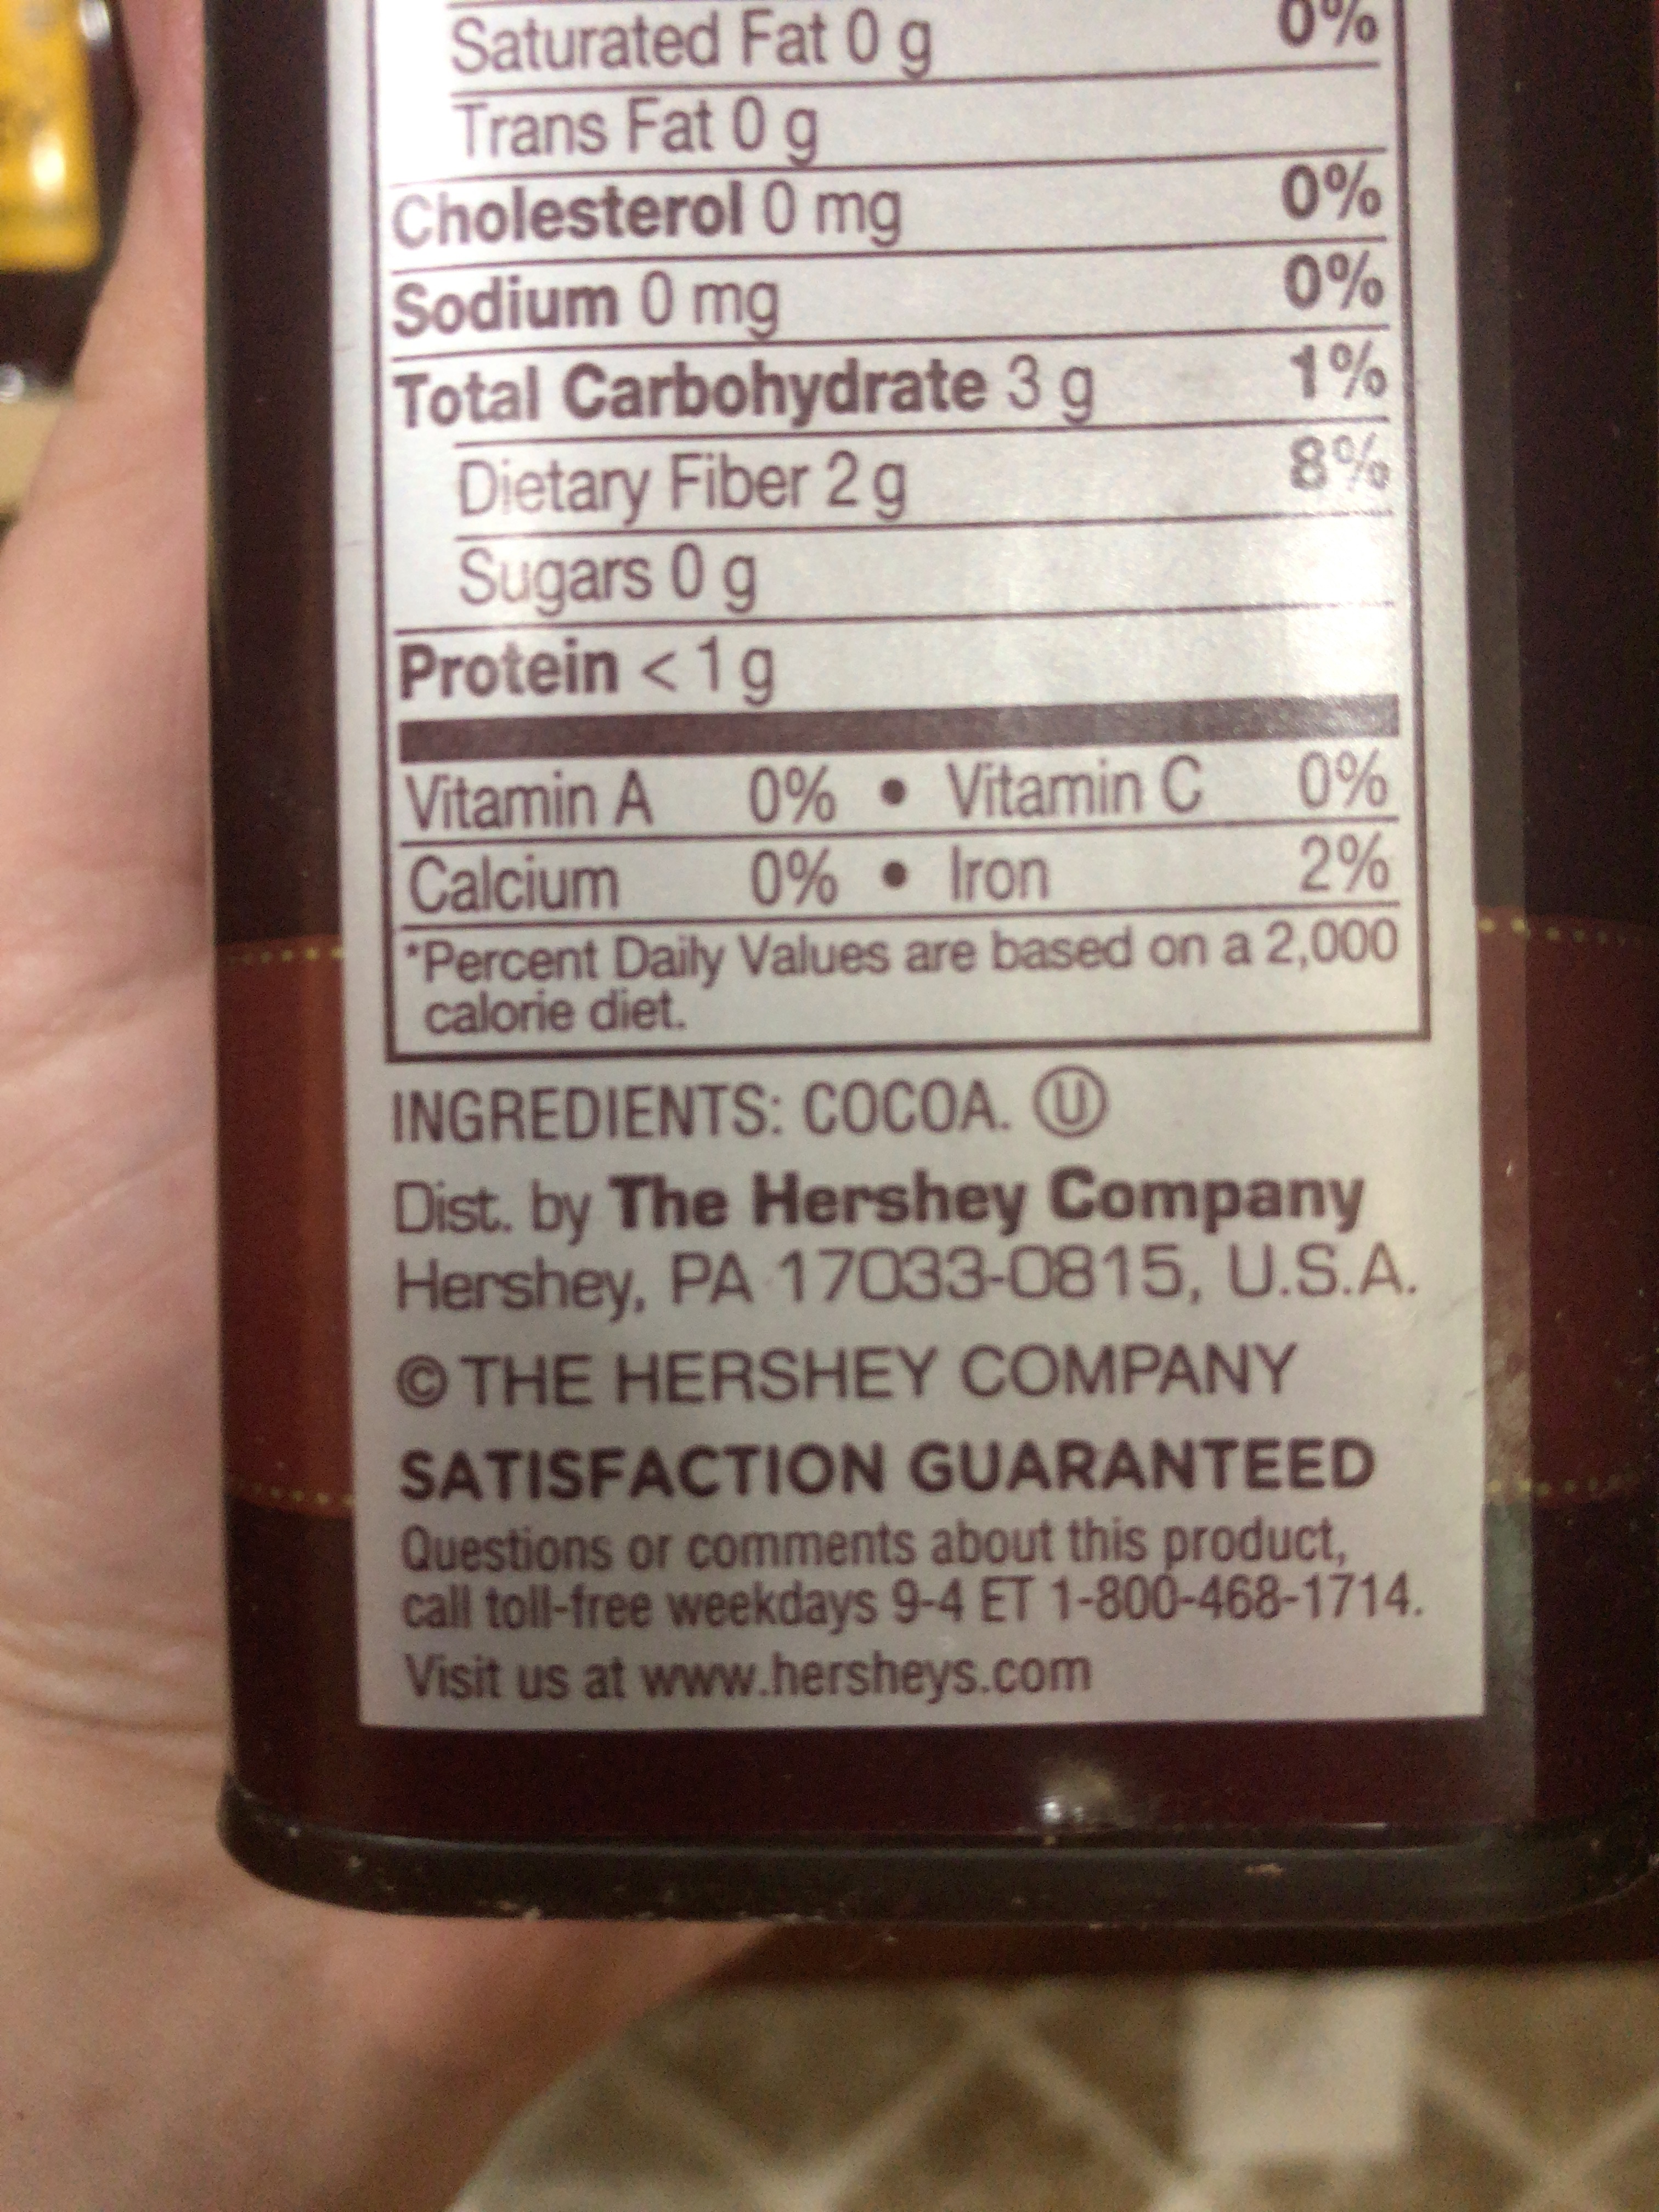 Saturated Fat 0 g 0%
Trans Fat 0 g
Cholesterol 0 mg 0%
Sodium 0 mg 0%
Total Carbohydrate 3 g 1%
Dietary Fiber 2 g 8%
Sugars 0 g
Protein < 1 g
Vitamin A 0% • Vitamin C 0%
Calcium 0% • Iron 2%
*Percent Daily Values are based on a 2,000
calorie diet.
INGREDIENTS: COCOA. Ⓤ
Dist. by The Hershey Company
Hershey, PA 17033-0815, U.S.A.
© THE HERSHEY COMPANY
SATISFACTION GUARANTEED
Questions or comments about this product,
call toll-free weekdays 9-4 ET 1-800-468-1714.
Visit us at www.hersheys.com